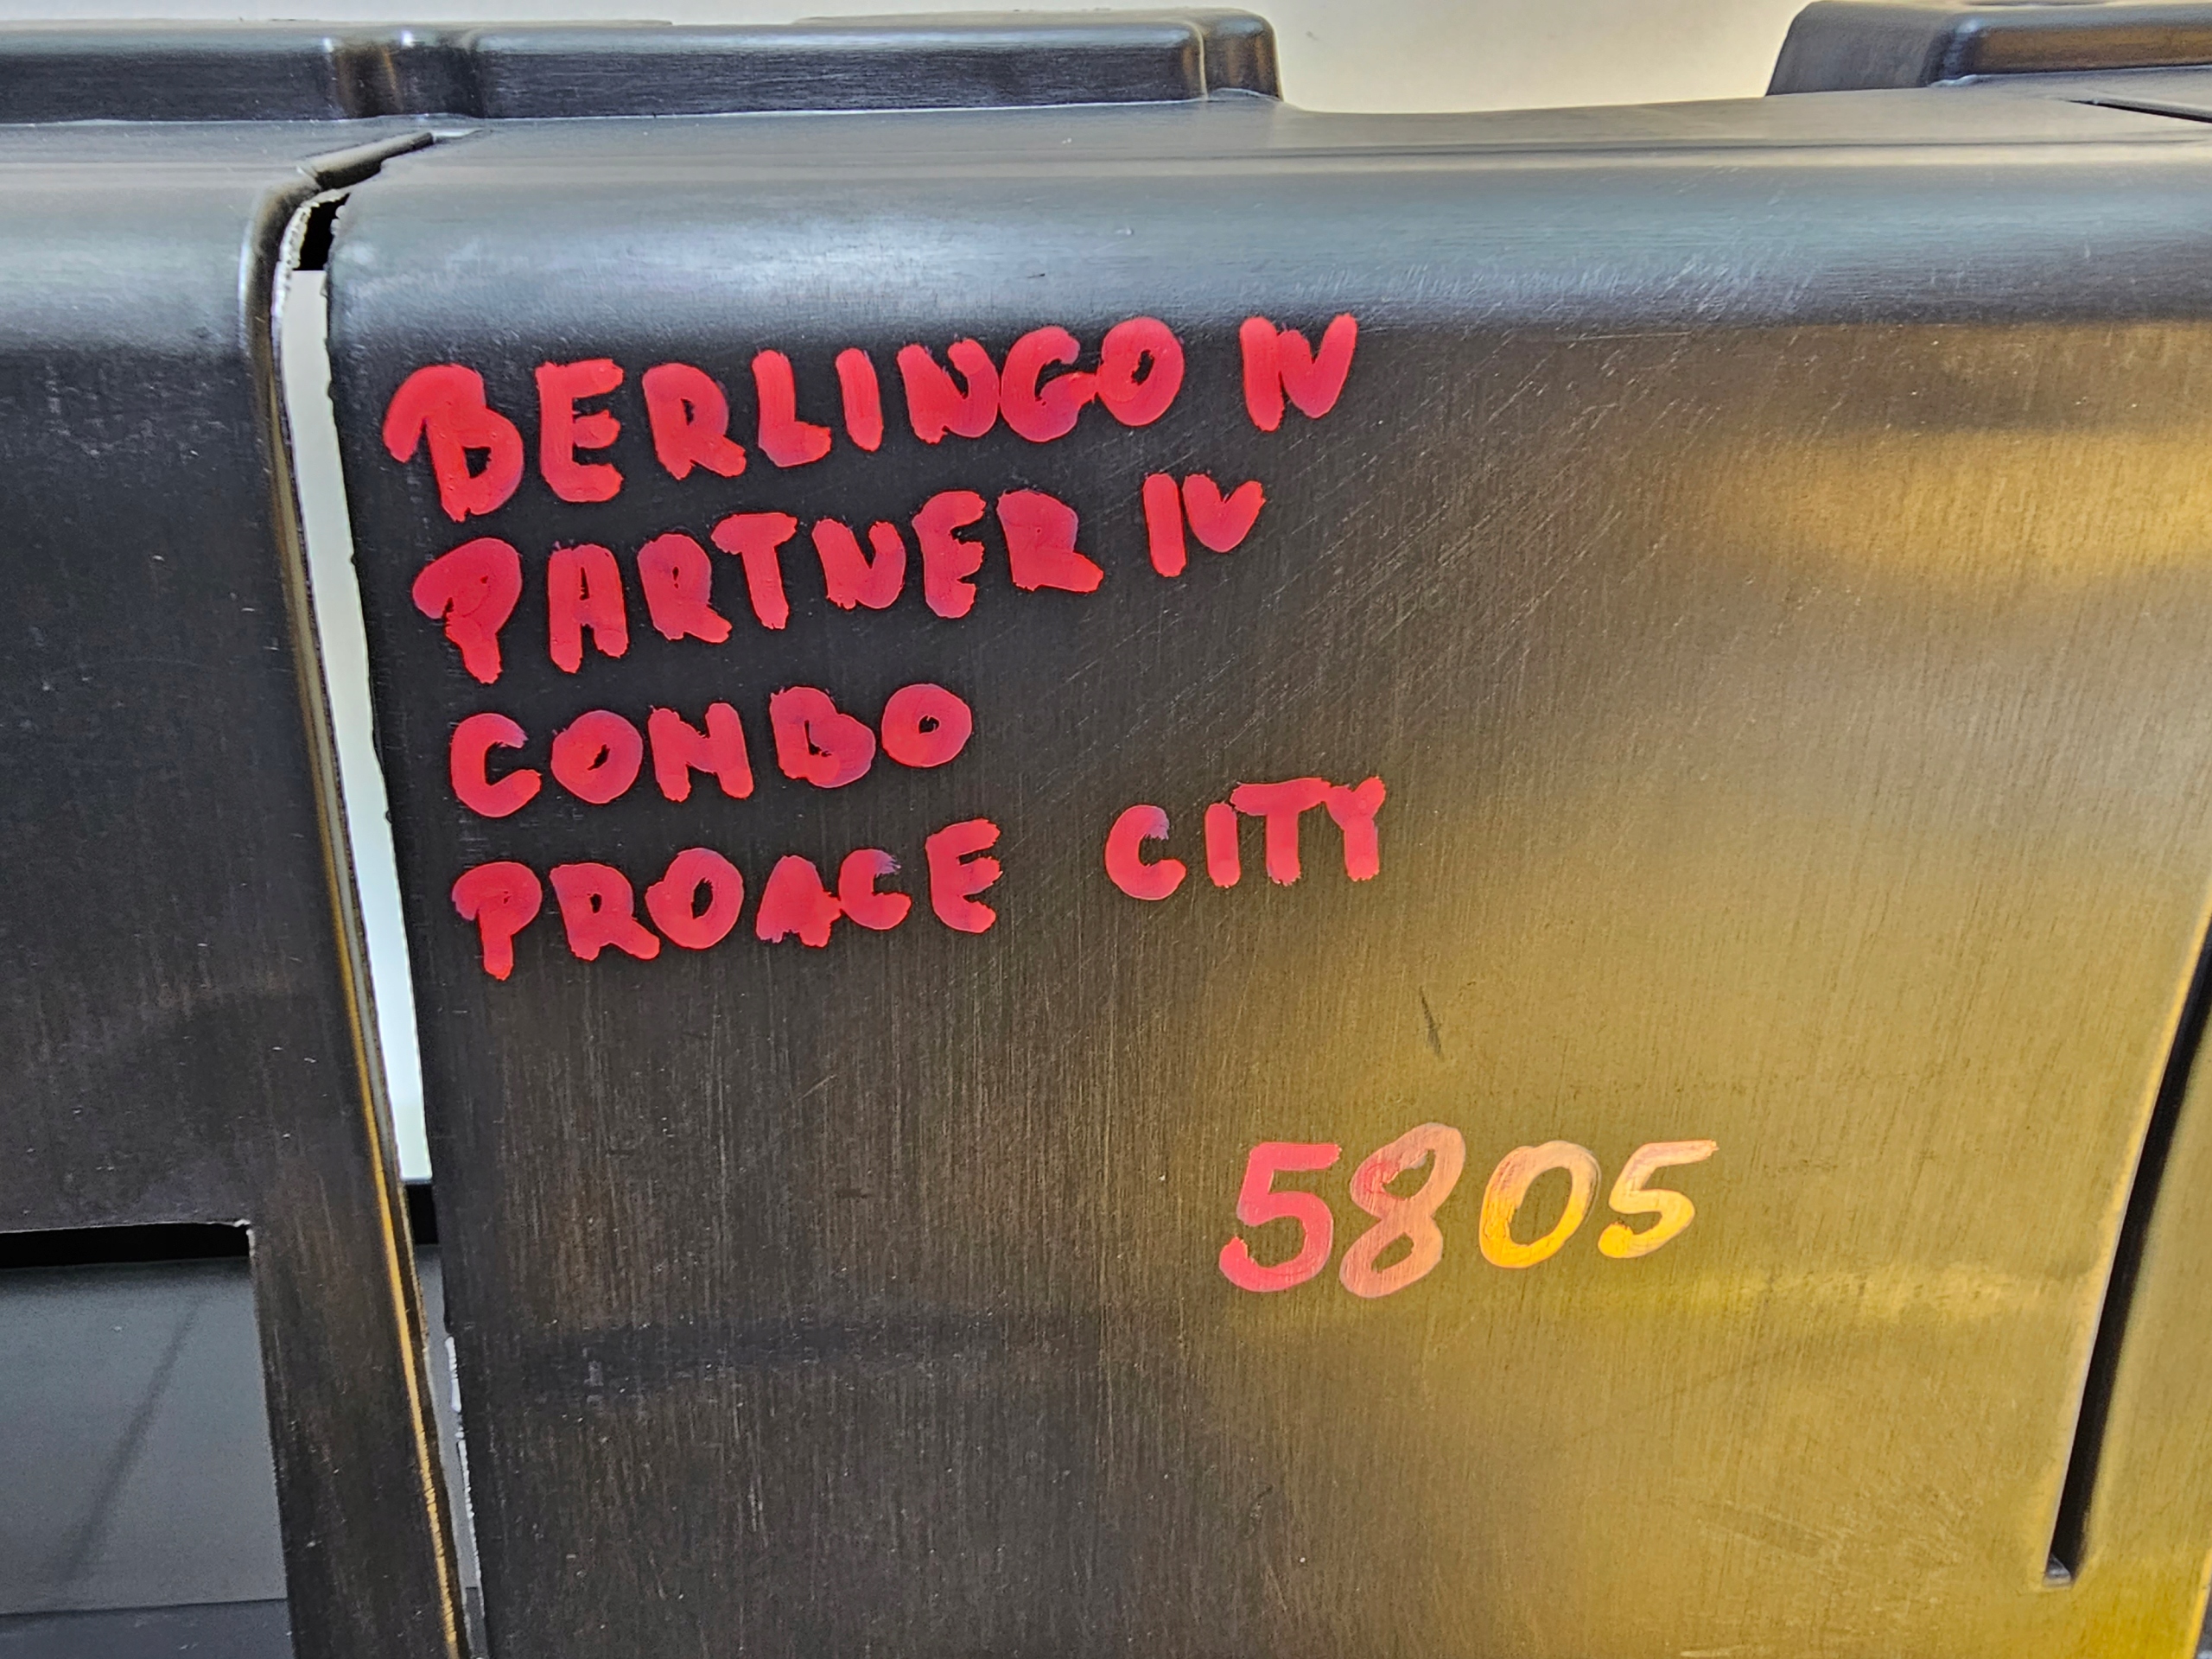 BERLINGO IV
PARTNER IV
COMBO
PROACE CITY
5805